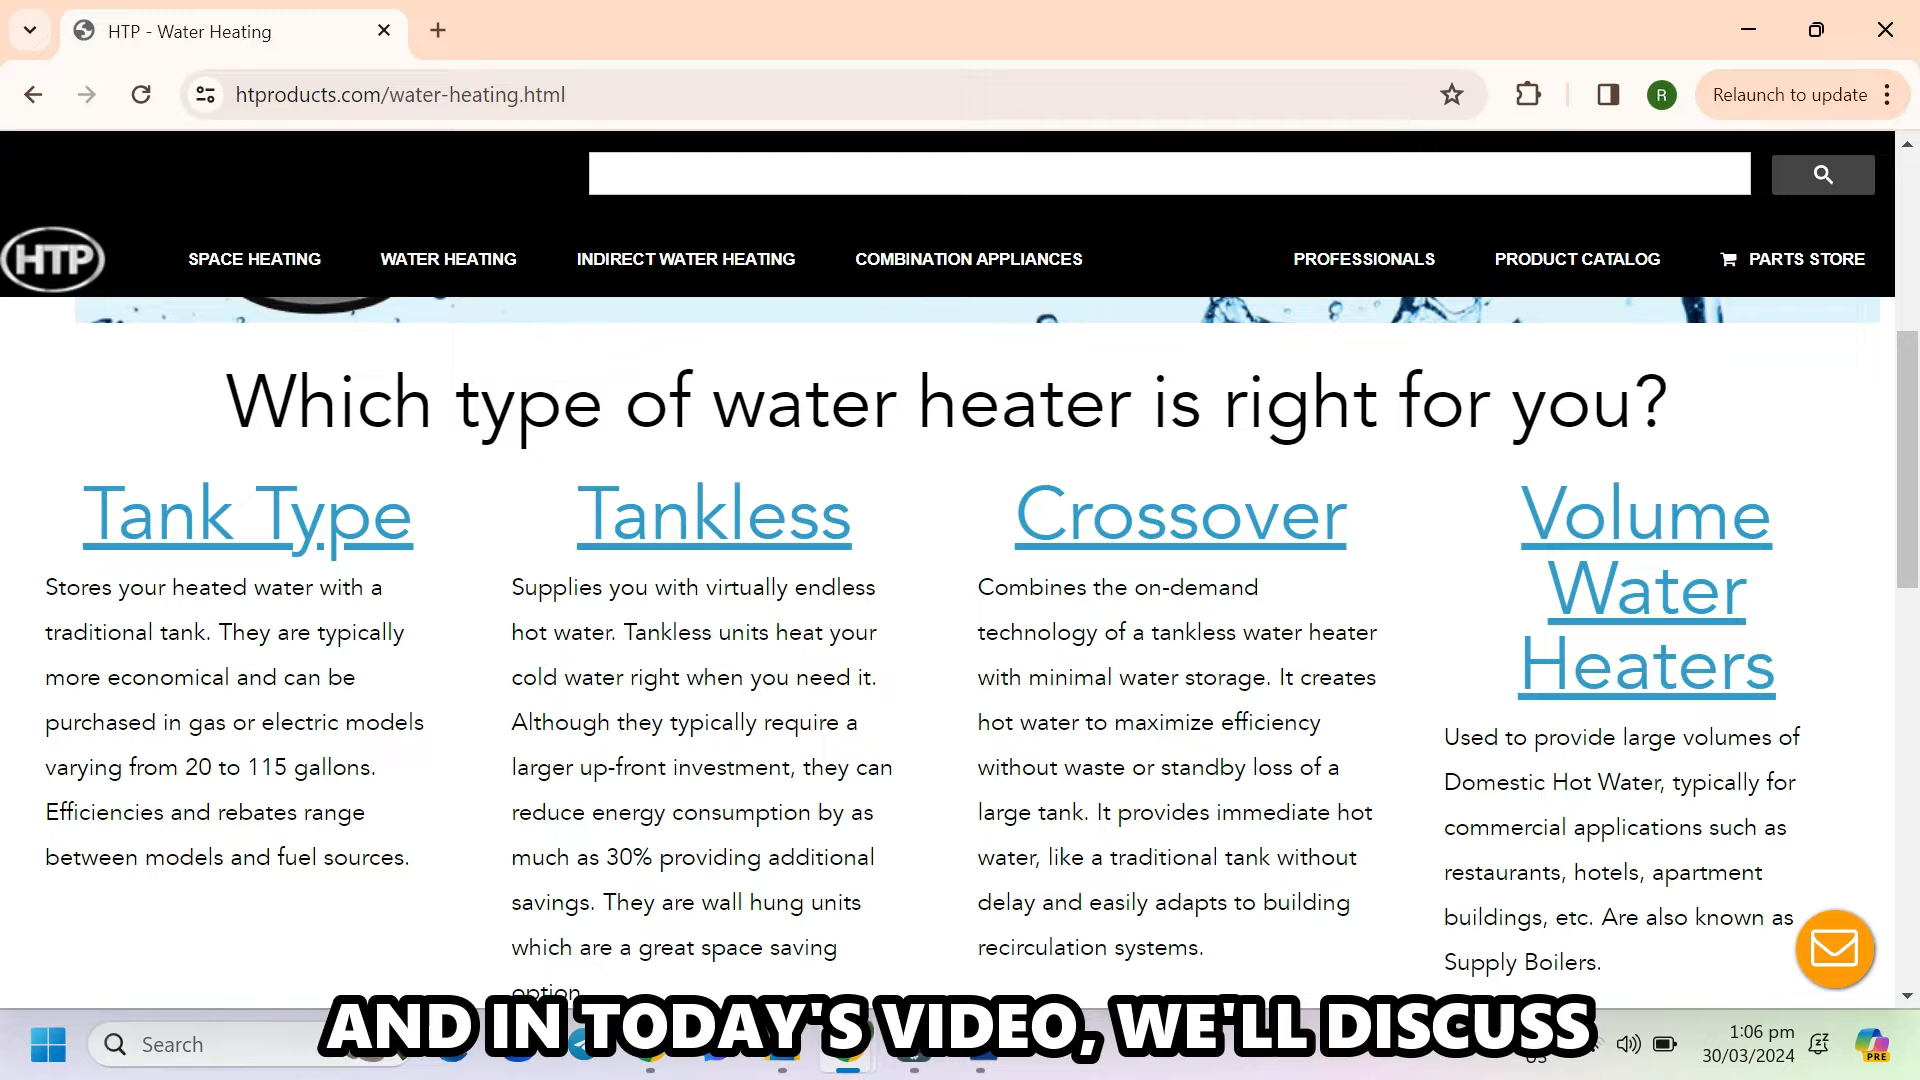 HTP - Water Heating
htproducts.com/water-heating.html
R
Relaunch to update
HTP
SPACE HEATING
WATER HEATING
INDIRECT WATER HEATING
COMBINATION APPLIANCES
PROFESSIONALS
PRODUCT CATALOG
PARTS STORE
Which type of water heater is right for you?
Tank Type
Stores your heated water with a
traditional tank. They are typically
more economical and can be
purchased in gas or electric models
varying from 20 to 115 gallons.
Efficiencies and rebates range
between models and fuel sources.
Tankless
Supplies you with virtually endless
hot water. Tankless units heat your
cold water right when you need it.
Although they typically require a
larger up-front investment, they can
reduce energy consumption by as
much as 30% providing additional
savings. They are wall hung units
which are a great space saving
option.
Crossover
Combines the on-demand
technology of a tankless water heater
with minimal water storage. It creates
hot water to maximize efficiency
without waste or standby loss of a
large tank. It provides immediate hot
water, like a traditional tank without
delay and easily adapts to building
recirculation systems.
Volume
Water
Heaters
Used to provide large volumes of
Domestic Hot Water, typically for
commercial applications such as
restaurants, hotels, apartment
buildings, etc. Are also known as
Supply Boilers.
AND IN TODAY'S VIDEO, WE'LL DISCUSS
Search
1:06 pm
30/03/2024
PRE